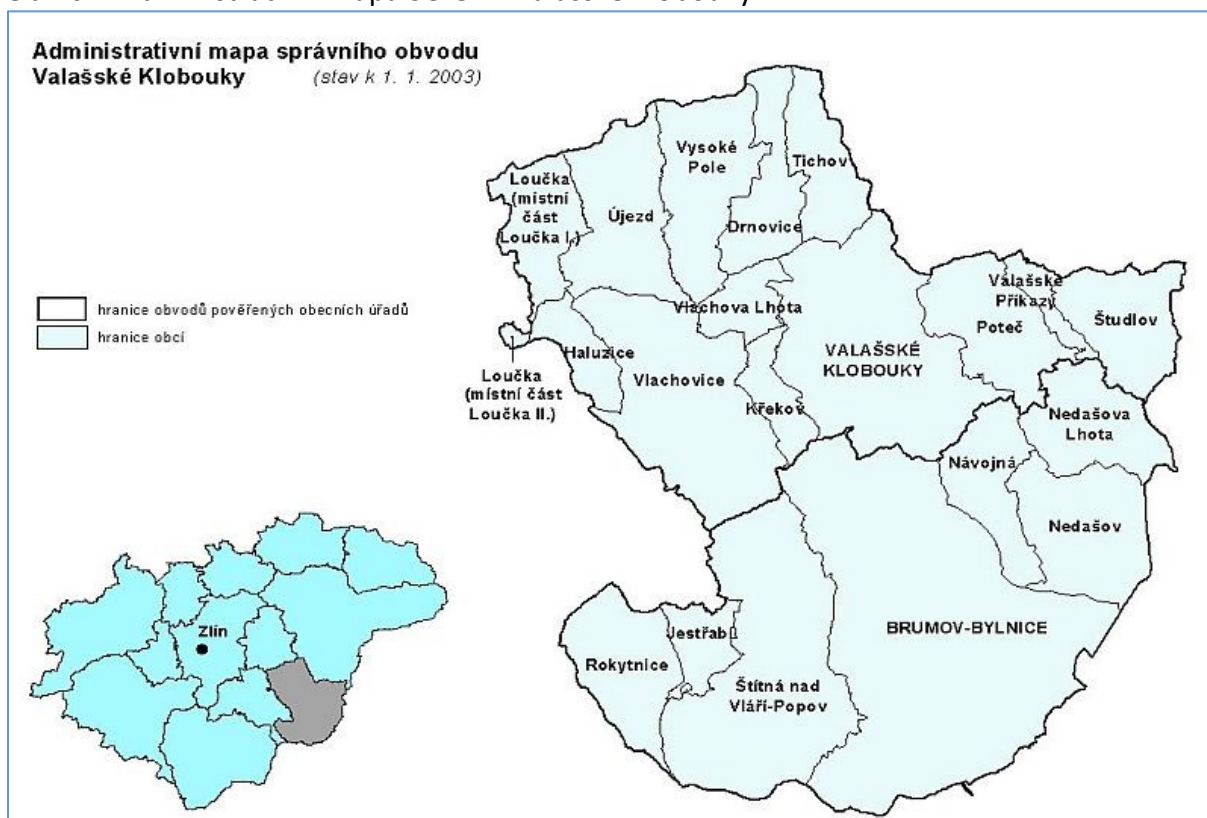 Administrativní mapa správního obvodu
Valašské Klobouky (stav k 1. 1. 2003)
Vysoké
Pole
Tichov
Loučka
(místní
část
Loučka I.)
Újezd
Drnovice
Valašské
Příkazy
Vlachova Lhota
Poteč
Študlov
hranice obvodů pověřených obecních úřadů
hranice obcí
Haluzice
VALAŠSKÉ
KLOBOUKY
Loučka
(místní část
Loučka II.)
Vlachovice
Křekov
Nedašova
Lhota
Návojná
Nedašov
Zlín
BRUMOV-BYLNICE
Jestřabí
Rokytnice
Štítná nad
Vláří-Popov